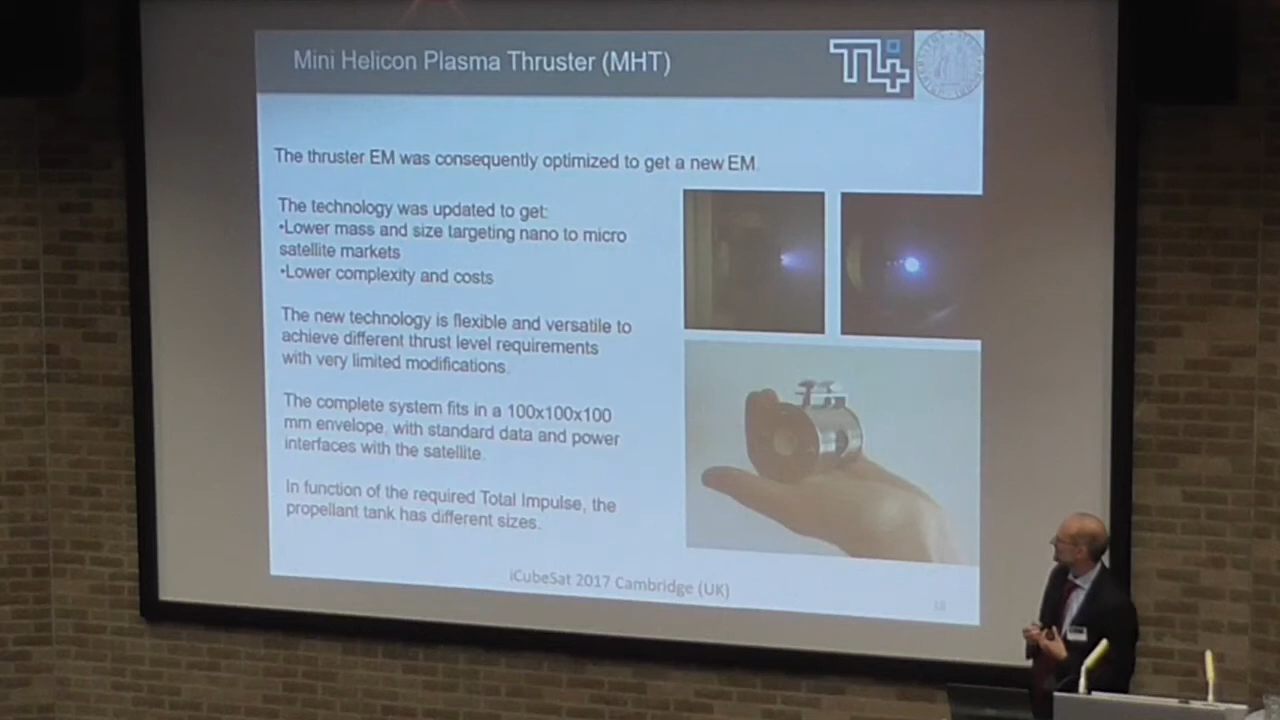 Mini Helicon Plasma Thruster (MHT)
T4i
The thruster EM was consequently optimized to get a new EM.
The technology was updated to get:
•Lower mass and size targeting nano to micro
satellite markets
•Lower complexity and costs
The new technology is flexible and versatile to
achieve different thrust level requirements
with very limited modifications.
The complete system fits in a 100x100x100
mm envelope, with standard data and power
interfaces with the satellite.
In function of the required Total Impulse, the
propellant tank has different sizes.
iCubeSat 2017 Cambridge (UK)